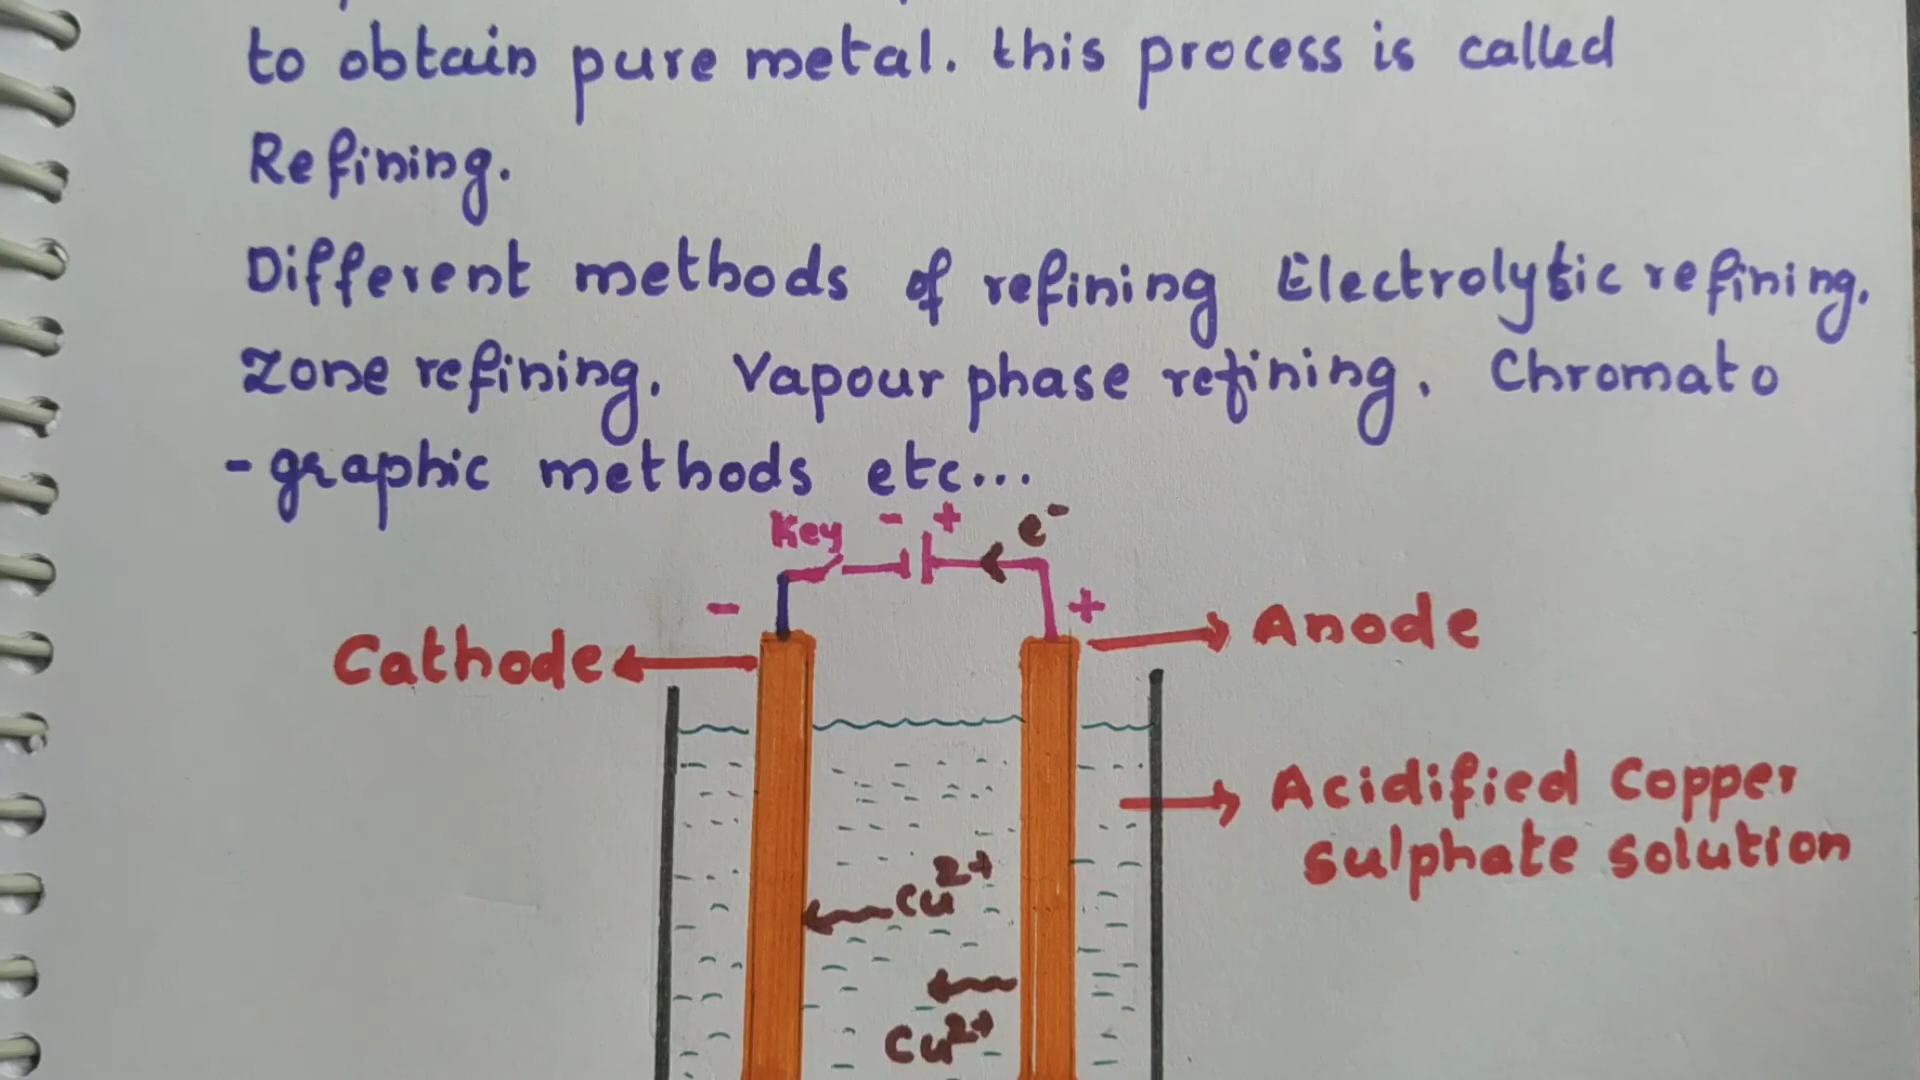 to obtain pure metal. this process is called
Refining.
Different methods of refining Electrolytic refining.
Zone refining. Vapour phase refining. Chromato
-graphic methods etc...
Key - + e⁻
- +
Cathode
Anode
Acidified Copper
sulphate solution
Cu²⁺
Cu²⁺